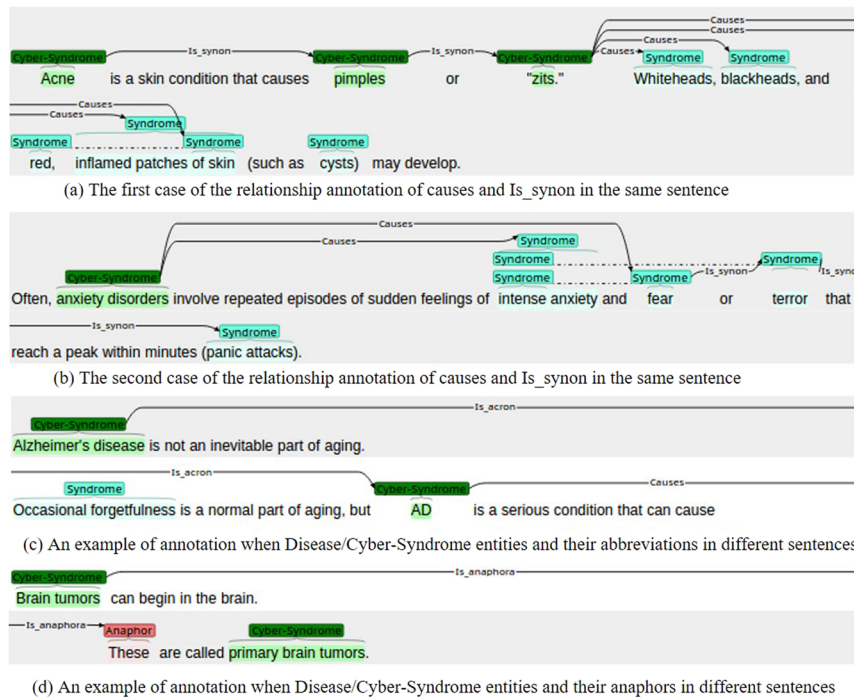 Causes
Causes
Causes
Cyber-Syndrome Is_synon Cyber-Syndrome Is_synon Cyber-Syndrome Causes Syndrome Syndrome
Acne is a skin condition that causes pimples or "zits." Whiteheads, blackheads, and
Causes
Causes
Syndrome
Syndrome Syndrome Syndrome
red, inflamed patches of skin (such as cysts) may develop.
(a) The first case of the relationship annotation of causes and Is_synon in the same sentence
Causes
Causes Syndrome
Syndrome Syndrome
Cyber-Syndrome Syndrome Syndrome Is_synon Is_sync
Often, anxiety disorders involve repeated episodes of sudden feelings of intense anxiety and fear or terror that
Is_synon Syndrome
reach a peak within minutes (panic attacks).
(b) The second case of the relationship annotation of causes and Is_synon in the same sentence
Is_acron
Cyber-Syndrome
Alzheimer's disease is not an inevitable part of aging.
Is_acron
Syndrome Cyber-Syndrome Causes
Occasional forgetfulness is a normal part of aging, but AD is a serious condition that can cause
(c) An example of annotation when Disease/Cyber-Syndrome entities and their abbreviations in different sentences
Cyber-Syndrome Is_anaphora
Brain tumors can begin in the brain.
Is_anaphora Anaphor Cyber-Syndrome
These are called primary brain tumors.
(d) An example of annotation when Disease/Cyber-Syndrome entities and their anaphors in different sentences